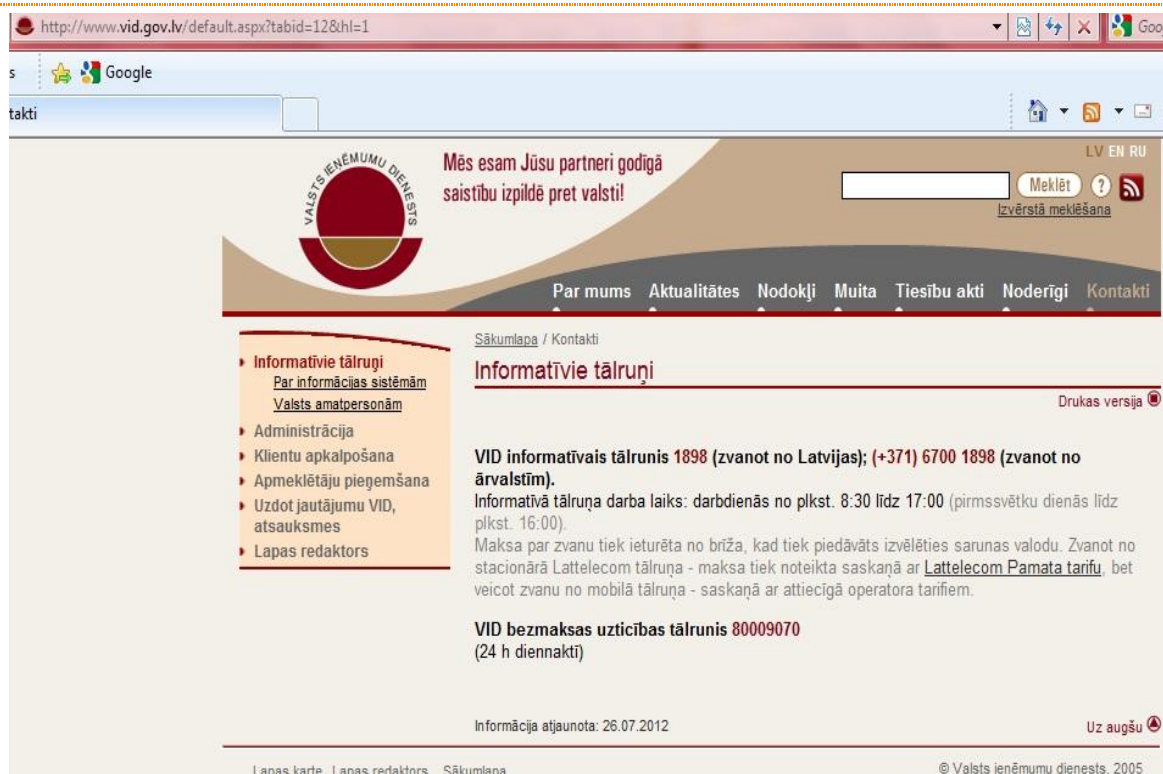 http://www.vid.gov.lv/default.aspx?tabid=12&hl=1
Goo
s Google
takti
VALSTS IEŅĒMUMU DIENESTS
Mēs esam Jūsu partneri godīgā
saistību izpildē pret valsti!
LV EN RU
Meklēt ?
Izvērstā meklēšana
Par mums Aktualitātes Nodokļi Muita Tiesību akti Noderīgi Kontakti
Informatīvie tālruņi
Par informācijas sistēmām
Valsts amatpersonām
Administrācija
Klientu apkalpošana
Apmeklētāju pieņemšana
Uzdot jautājumu VID,
atsauksmes
Lapas redaktors
Sākumlapa / Kontakti
Informatīvie tālruņi
Drukas versija
VID informatīvais tālrunis 1898 (zvanot no Latvijas); (+371) 6700 1898 (zvanot no
ārvalstīm).
Informatīvā tālruņa darba laiks: darbdienās no plkst. 8:30 līdz 17:00 (pirmssvētku dienās līdz
plkst. 16:00).
Maksa par zvanu tiek ieturēta no brīža, kad tiek piedāvāts izvēlēties sarunas valodu. Zvanot no
stacionārā Lattelecom tālruņa - maksa tiek noteikta saskaņā ar Lattelecom Pamata tarifu, bet
veicot zvanu no mobilā tālruņa - saskaņā ar attiecīgā operatora tarifiem.
VID bezmaksas uzticības tālrunis 80009070
(24 h diennaktī)
Informācija atjaunota: 26.07.2012
Uz augšu
Lapas karte Lapas redaktors Sākumlapa
© Valsts ieņēmumu dienests, 2005